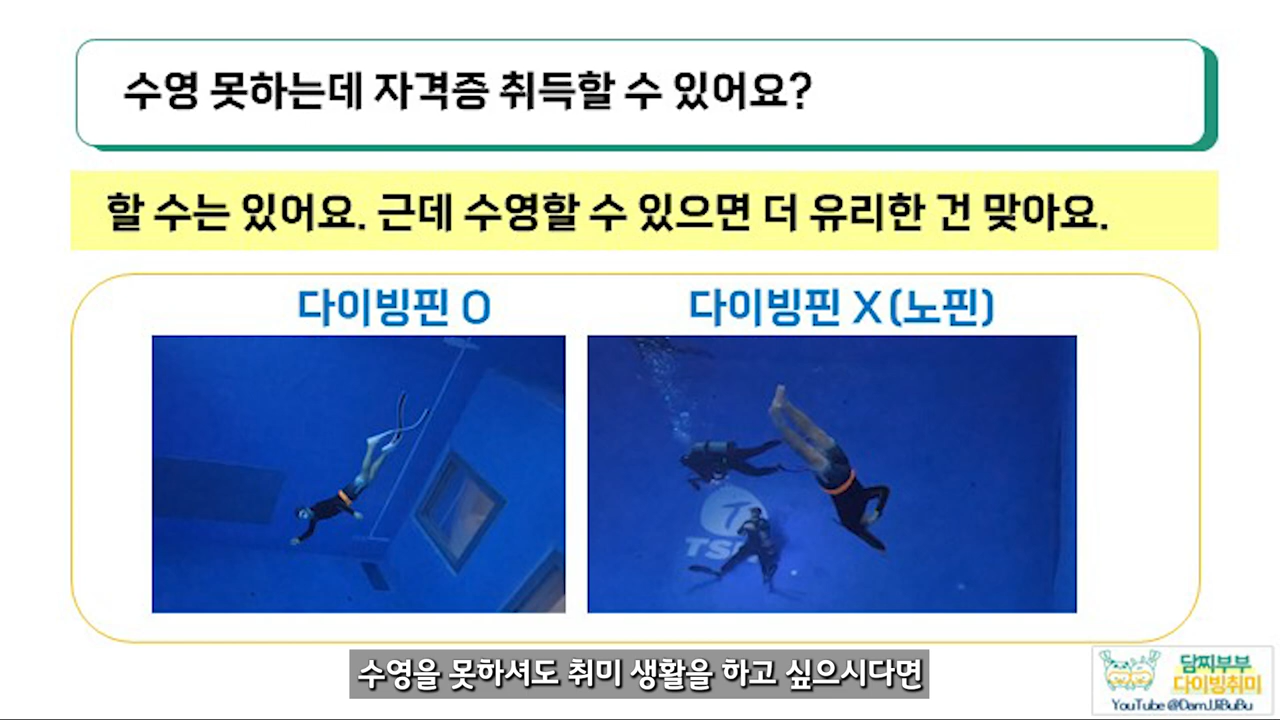 수영 못하는데 자격증 취득할 수 있어요?
할 수는 있어요. 근데 수영할 수 있으면 더 유리한 건 맞아요.
다이빙핀 O
다이빙핀 X (노핀)
수영을 못하셔도 취미 생활을 하고 싶으시다면
담찌부부
다이빙취미
YouTube @DamJJiBuBu